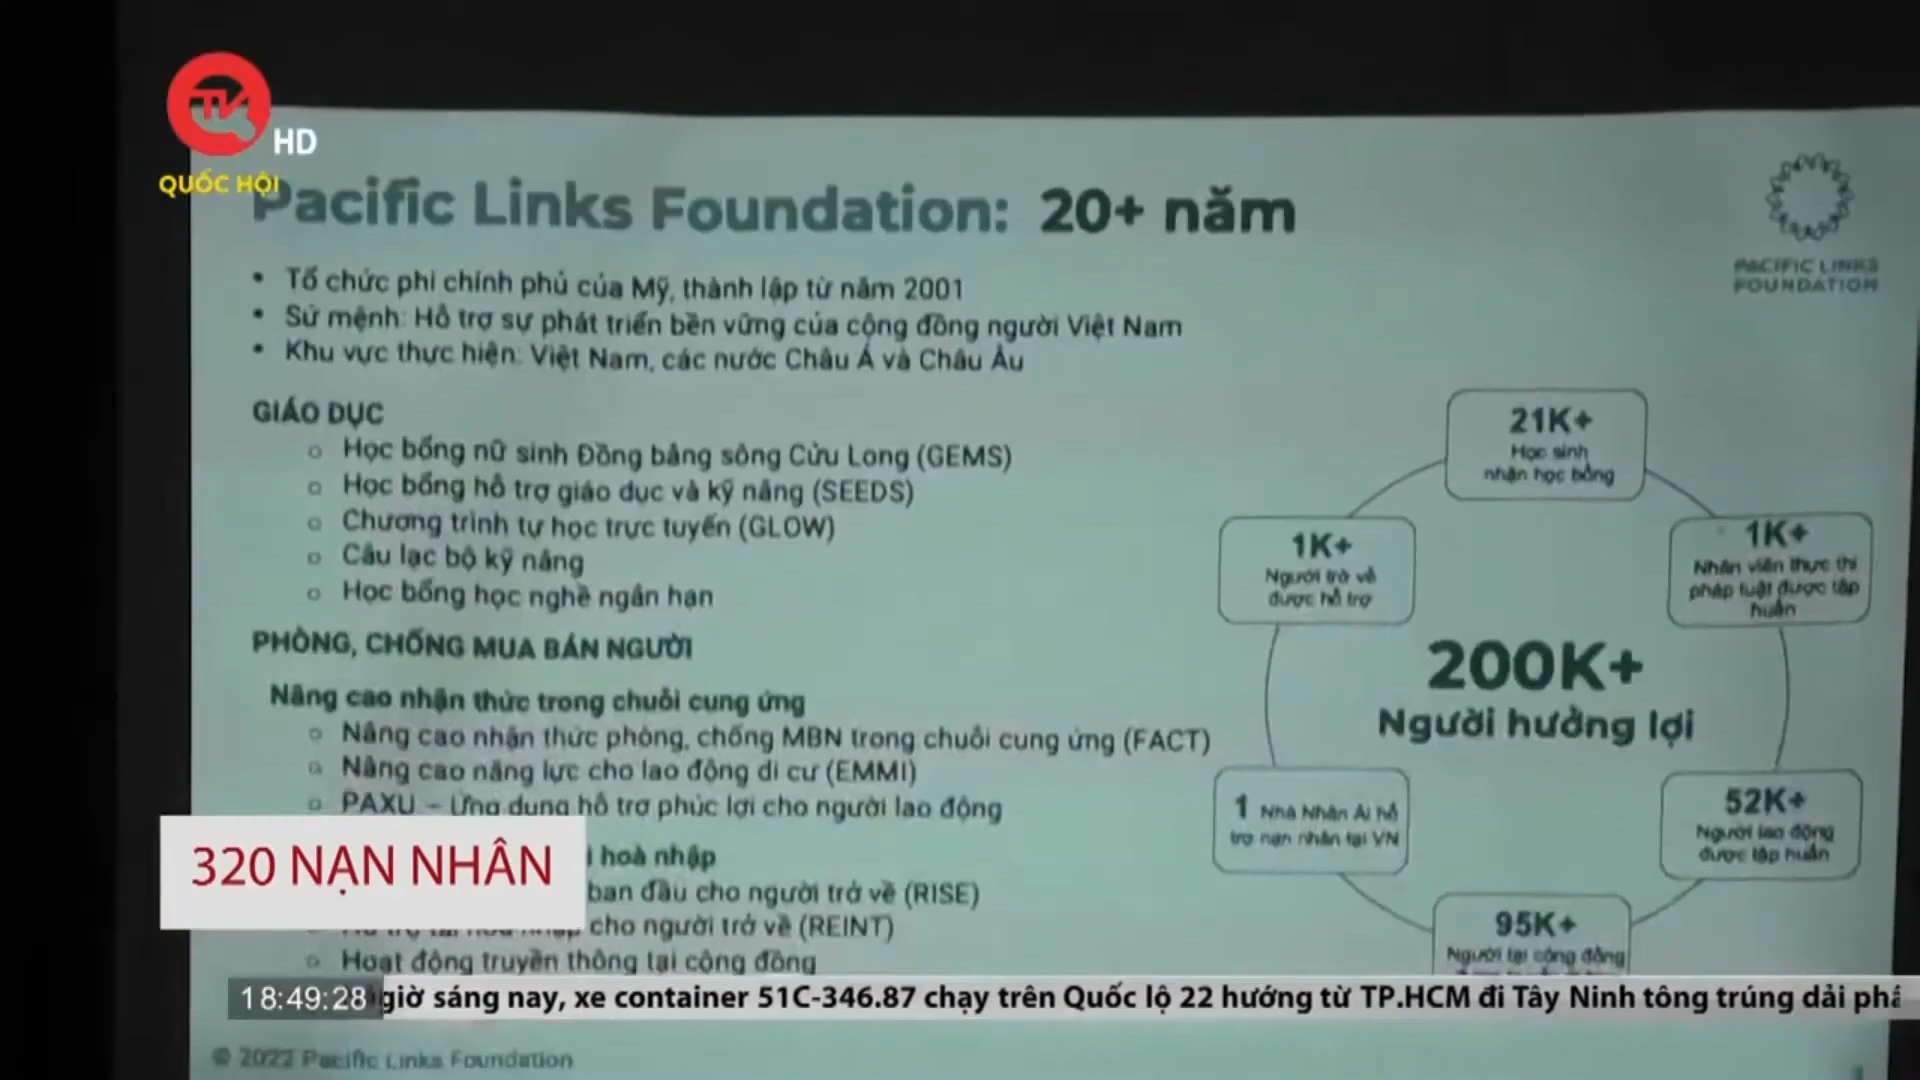 HD
QUỐC HỘI
Pacific Links Foundation: 20+ năm
PACIFIC LINKS
FOUNDATION
• Tổ chức phi chính phủ của Mỹ, thành lập từ năm 2001
• Sứ mệnh: Hỗ trợ sự phát triển bền vững của cộng đồng người Việt Nam
• Khu vực thực hiện: Việt Nam, các nước Châu Á và Châu Âu
GIÁO DỤC
o Học bổng nữ sinh Đồng bằng sông Cửu Long (GEMS)
o Học bổng hỗ trợ giáo dục và kỹ năng (SEEDS)
o Chương trình tự học trực tuyến (GLOW)
o Câu lạc bộ kỹ năng
o Học bổng học nghề ngắn hạn
PHÒNG, CHỐNG MUA BÁN NGƯỜI
Nâng cao nhận thức trong chuỗi cung ứng
o Nâng cao nhận thức phòng, chống MBN trong chuỗi cung ứng (FACT)
o Nâng cao năng lực cho lao động di cư (EMMI)
o PAXU – Ứng dụng hỗ trợ phúc lợi cho người lao động
hoà nhập
ban đầu cho người trở về (RISE)
cho người trở về (REINT)
o Hoạt động truyền thông tại cộng đồng
21K+
Học sinh
nhận học bổng
1K+
Nhân viên thực thi
pháp luật được tập
huấn
52K+
Người lao động
được tập huấn
95K+
Người tại cộng đồng
1 Nhà Nhân Ái hỗ
trợ nạn nhân tại VN
1K+
Người trở về
được hỗ trợ
200K+
Người hưởng lợi
320 NẠN NHÂN
18:49:28
giờ sáng nay, xe container 51C-346.87 chạy trên Quốc lộ 22 hướng từ TP.HCM đi Tây Ninh tông trúng dải
© 2022 Pacific Links Foundation